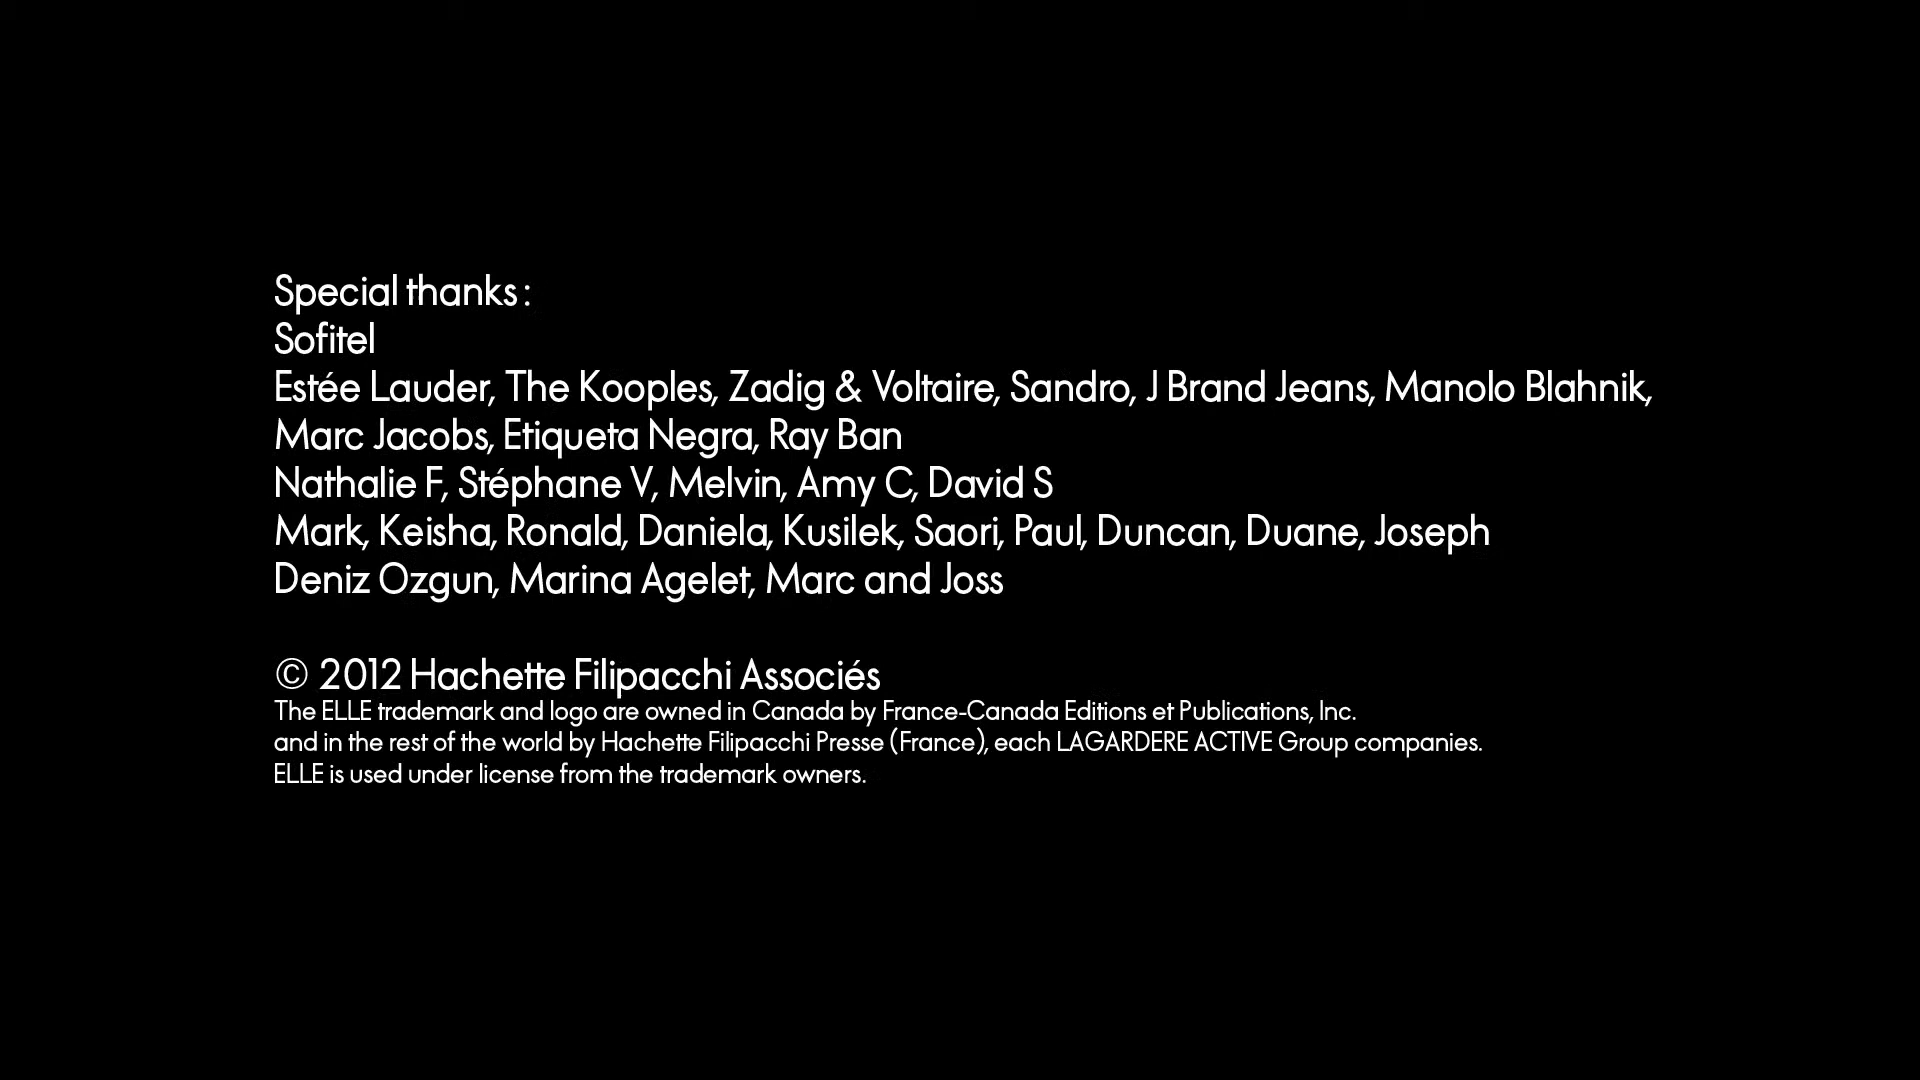 Special thanks :
Sofitel
Estée Lauder, The Kooples, Zadig & Voltaire, Sandro, J Brand Jeans, Manolo Blahnik,
Marc Jacobs, Etiqueta Negra, Ray Ban
Nathalie F, Stéphane V, Melvin, Amy C, David S
Mark, Keisha, Ronald, Daniela, Kusilek, Saori, Paul, Duncan, Duane, Joseph
Deniz Ozgun, Marina Agelet, Marc and Joss
© 2012 Hachette Filipacchi Associés
The ELLE trademark and logo are owned in Canada by France-Canada Editions et Publications, Inc.
and in the rest of the world by Hachette Filipacchi Presse (France), each LAGARDERE ACTIVE Group companies.
ELLE is used under license from the trademark owners.